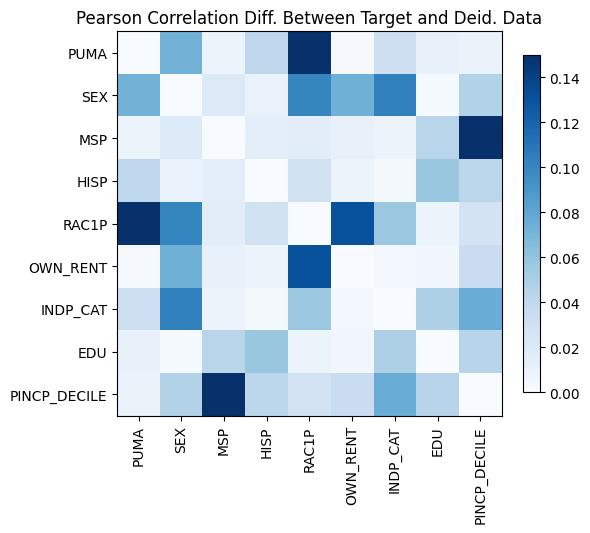 Pearson Correlation Diff. Between Target and Deid. Data
PUMA
SEX
MSP
HISP
RAC1P
OWN_RENT
INDP_CAT
EDU
PINCP_DECILE
PUMA
SEX
MSP
HISP
RAC1P
OWN_RENT
INDP_CAT
EDU
PINCP_DECILE
0.14
0.12
0.10
0.08
0.06
0.04
0.02
0.00